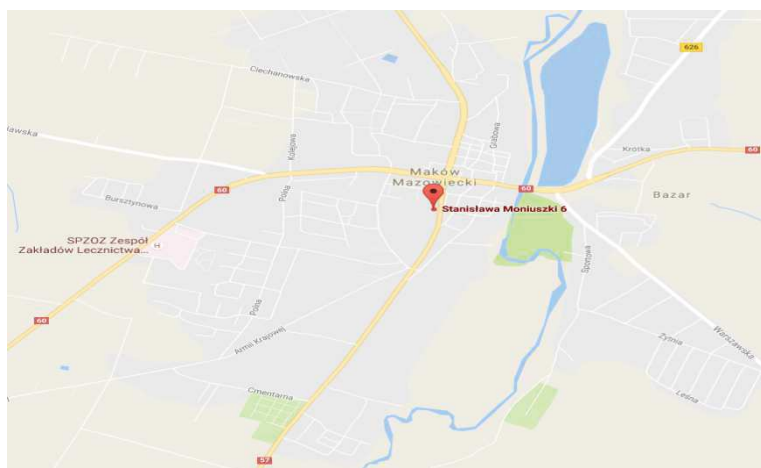 626
Ciechanowska
Grabowa
Kolejowa
ławska
Krótka
60
Maków
Mazowiecki
60
60
Polna
Bursztynowa
Bazar
Stanisława Moniuszki 6
SPZOZ Zespół
Zakładów Lecznictwa...
H
Sportowa
Polna
60
Armii Krajowej
Żytnia
Warszawska
Leśna
Cmentarna
57